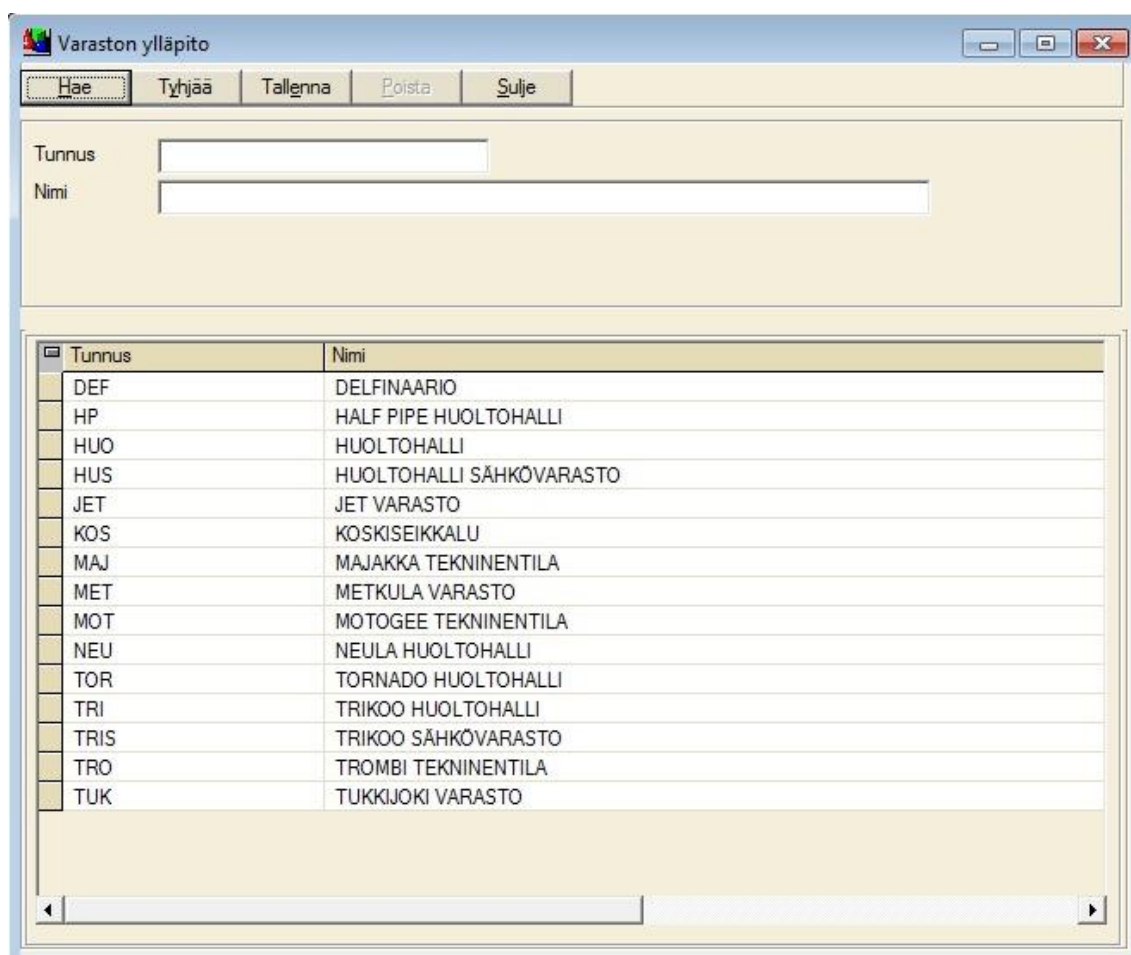 Varaston ylläpito
Hae Tyhjää Tallenna Poista Sulje
Tunnus
Nimi
Tunnus Nimi
DEF DELFINAARIO
HP HALF PIPE HUOLTOHALLI
HUO HUOLTOHALLI
HUS HUOLTOHALLI SÄHKÖVARASTO
JET JET VARASTO
KOS KOSKISEIKKALU
MAJ MAJAKKA TEKNINENTILA
MET METKULA VARASTO
MOT MOTOGEE TEKNINENTILA
NEU NEULA HUOLTOHALLI
TOR TORNADO HUOLTOHALLI
TRI TRIKOO HUOLTOHALLI
TRIS TRIKOO SÄHKÖVARASTO
TRO TROMBI TEKNINENTILA
TUK TUKKIJOKI VARASTO